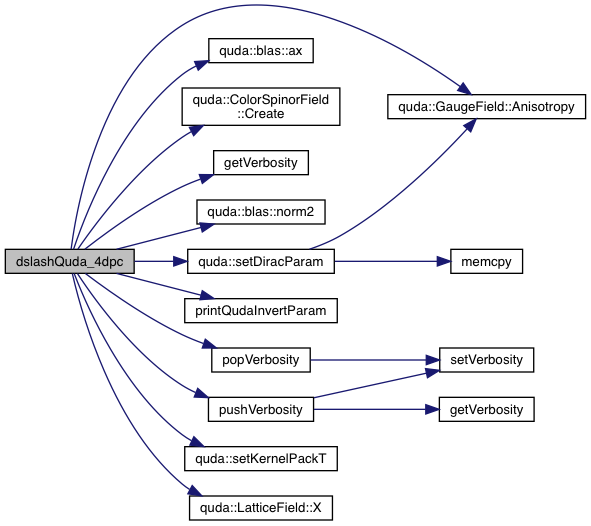 quda::blas::ax
quda::ColorSpinorField
::Create
quda::GaugeField::Anisotropy
getVerbosity
quda::blas::norm2
dslashQuda_4dpc
quda::setDiracParam
memcpy
printQudaInvertParam
popVerbosity
setVerbosity
pushVerbosity
getVerbosity
quda::setKernelPackT
quda::LatticeField::X